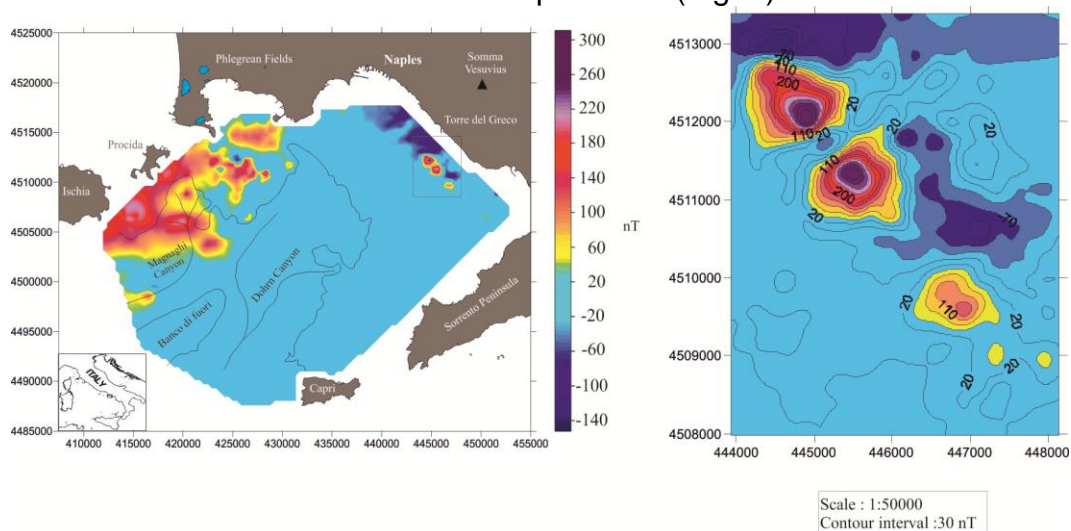 4525000
4520000
4515000
4510000
4505000
4500000
4495000
4490000
4485000
410000 415000 420000 425000 430000 435000 440000 445000 450000 455000
Phlegrean Fields
Naples
Somma
Vesuvius
Torre del Greco
Procida
Ischia
Magnaghi
Canyon
Dohrn Canyon
Banco di fuori
Sorrento Peninsula
Capri
ITALY
300
260
220
180
140
100
60
20
-20
-60
-100
-140
nT
4513000
4512000
4511000
4510000
4509000
4508000
444000 445000 446000 447000 448000
70
70
110
200
20
110
20
20
20
110
200
20
-70
20
110
20
20
20
Scale : 1:50000
Contour interval :30 nT